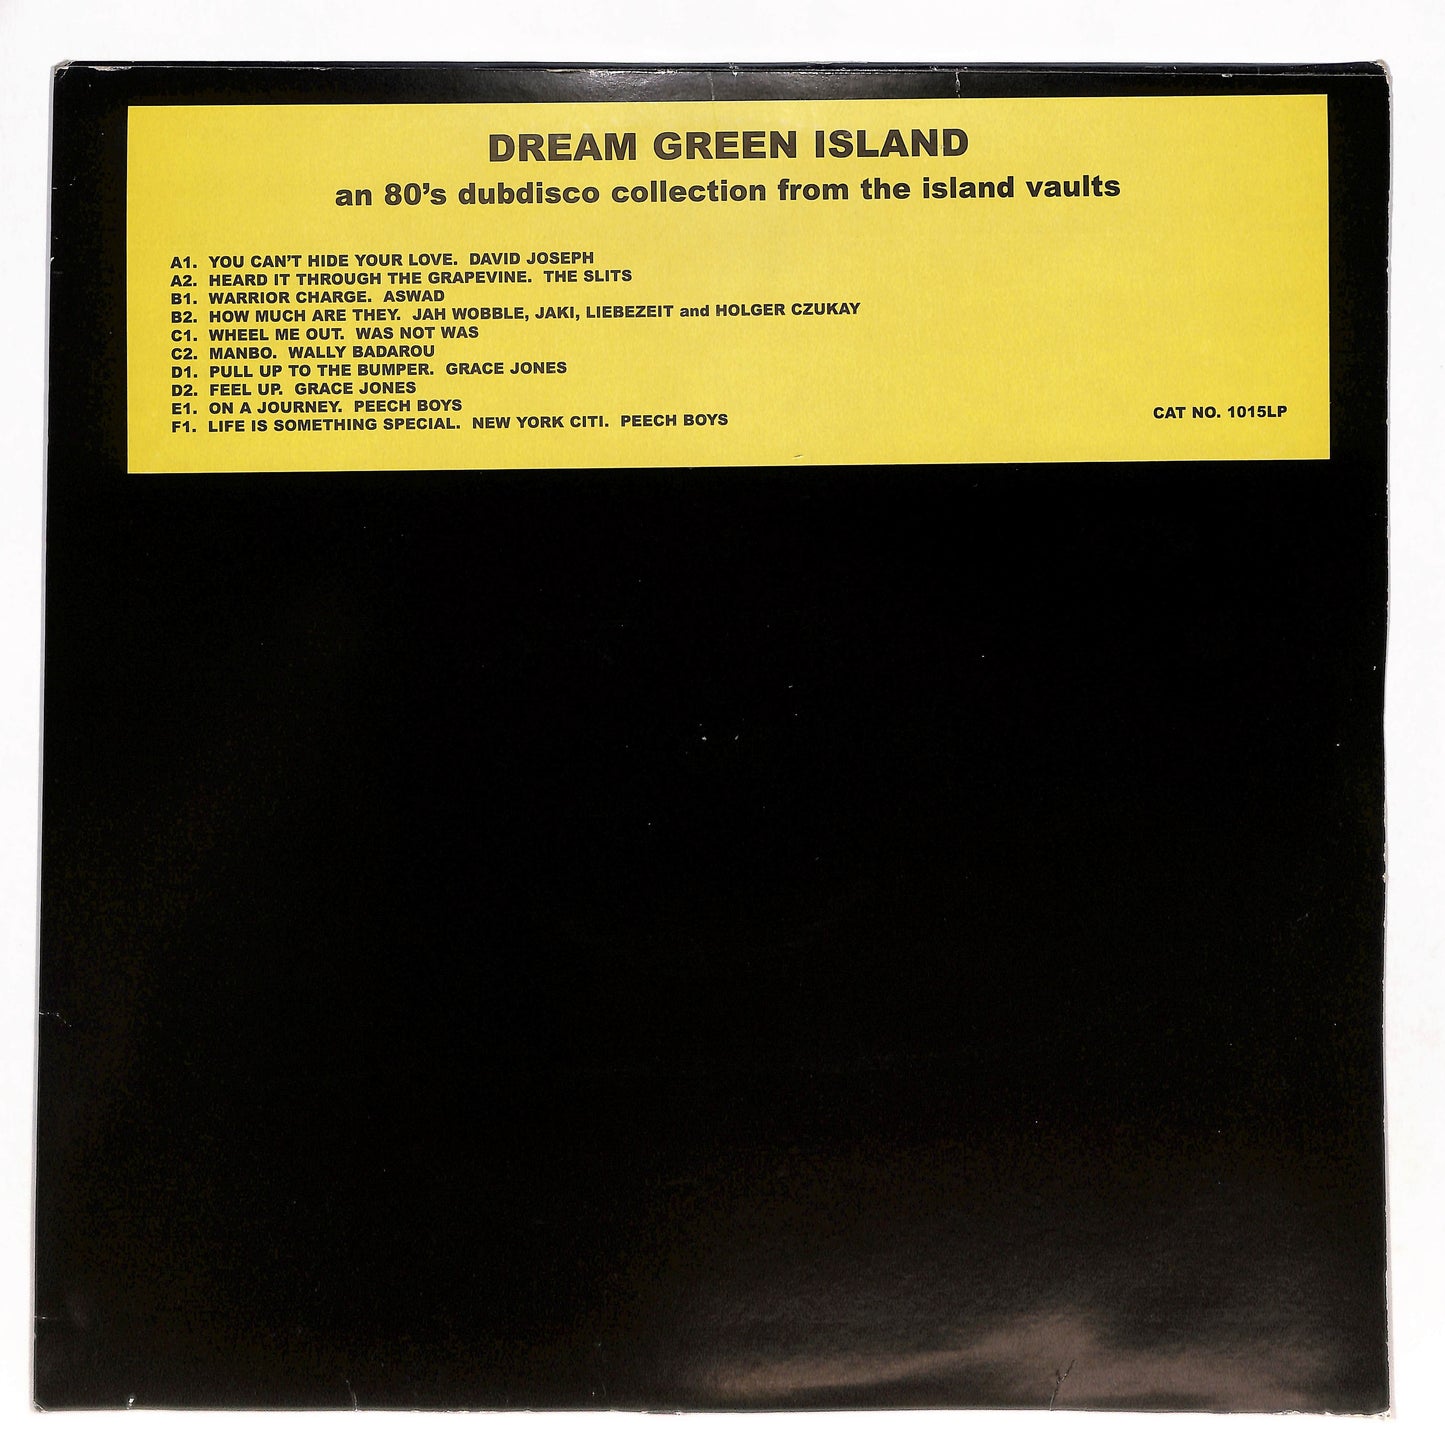 DREAM GREEN ISLAND
an 80's dubdisco collection from the island vaults
A1. YOU CAN'T HIDE YOUR LOVE. DAVID JOSEPH
A2. HEARD IT THROUGH THE GRAPEVINE. THE SLITS
B1. WARRIOR CHARGE. ASWAD
B2. HOW MUCH ARE THEY. JAH WOBBLE, JAKI, LIEBEZEIT and HOLGER CZUKAY
C1. WHEEL ME OUT. WAS NOT WAS
C2. MANBO. WALLY BADAROU
D1. PULL UP TO THE BUMPER. GRACE JONES
D2. FEEL UP. GRACE JONES
E1. ON A JOURNEY. PEECH BOYS
F1. LIFE IS SOMETHING SPECIAL. NEW YORK CITI. PEECH BOYS
CAT NO. 1015LP